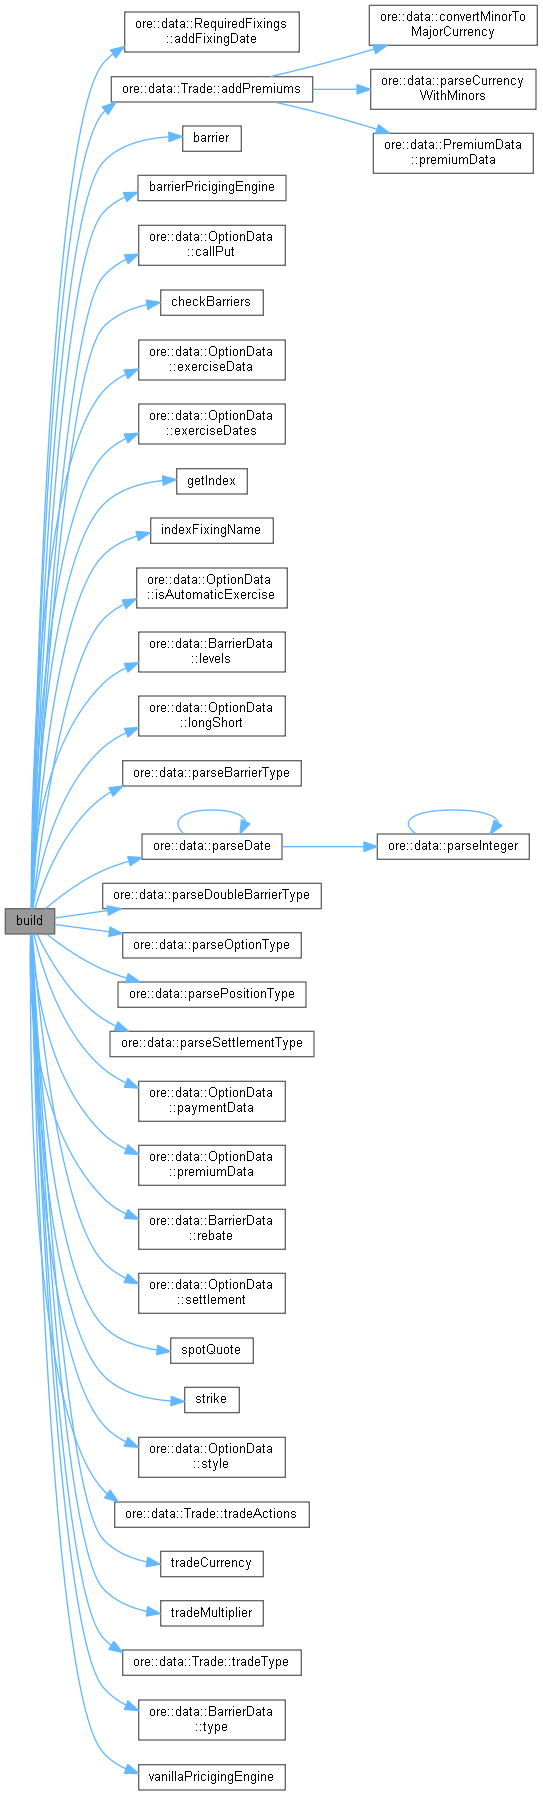 ore::data::RequiredFixings
::addFixingDate
ore::data::convertMinorTo
MajorCurrency
ore::data::Trade::addPremiums
ore::data::parseCurrency
WithMinors
ore::data::PremiumData
::premiumData
barrier
barrierPricigingEngine
ore::data::OptionData
::callPut
checkBarriers
ore::data::OptionData
::exerciseData
ore::data::OptionData
::exerciseDates
getIndex
indexFixingName
ore::data::OptionData
::isAutomaticExercise
ore::data::BarrierData
::levels
ore::data::OptionData
::longShort
ore::data::parseBarrierType
ore::data::parseDate
ore::data::parseInteger
ore::data::parseDoubleBarrierType
build
ore::data::parseOptionType
ore::data::parsePositionType
ore::data::parseSettlementType
ore::data::OptionData
::paymentData
ore::data::OptionData
::premiumData
ore::data::BarrierData
::rebate
ore::data::OptionData
::settlement
spotQuote
strike
ore::data::OptionData
::style
ore::data::Trade::tradeActions
tradeCurrency
tradeMultiplier
ore::data::Trade::tradeType
ore::data::BarrierData
::type
vanillaPricigingEngine